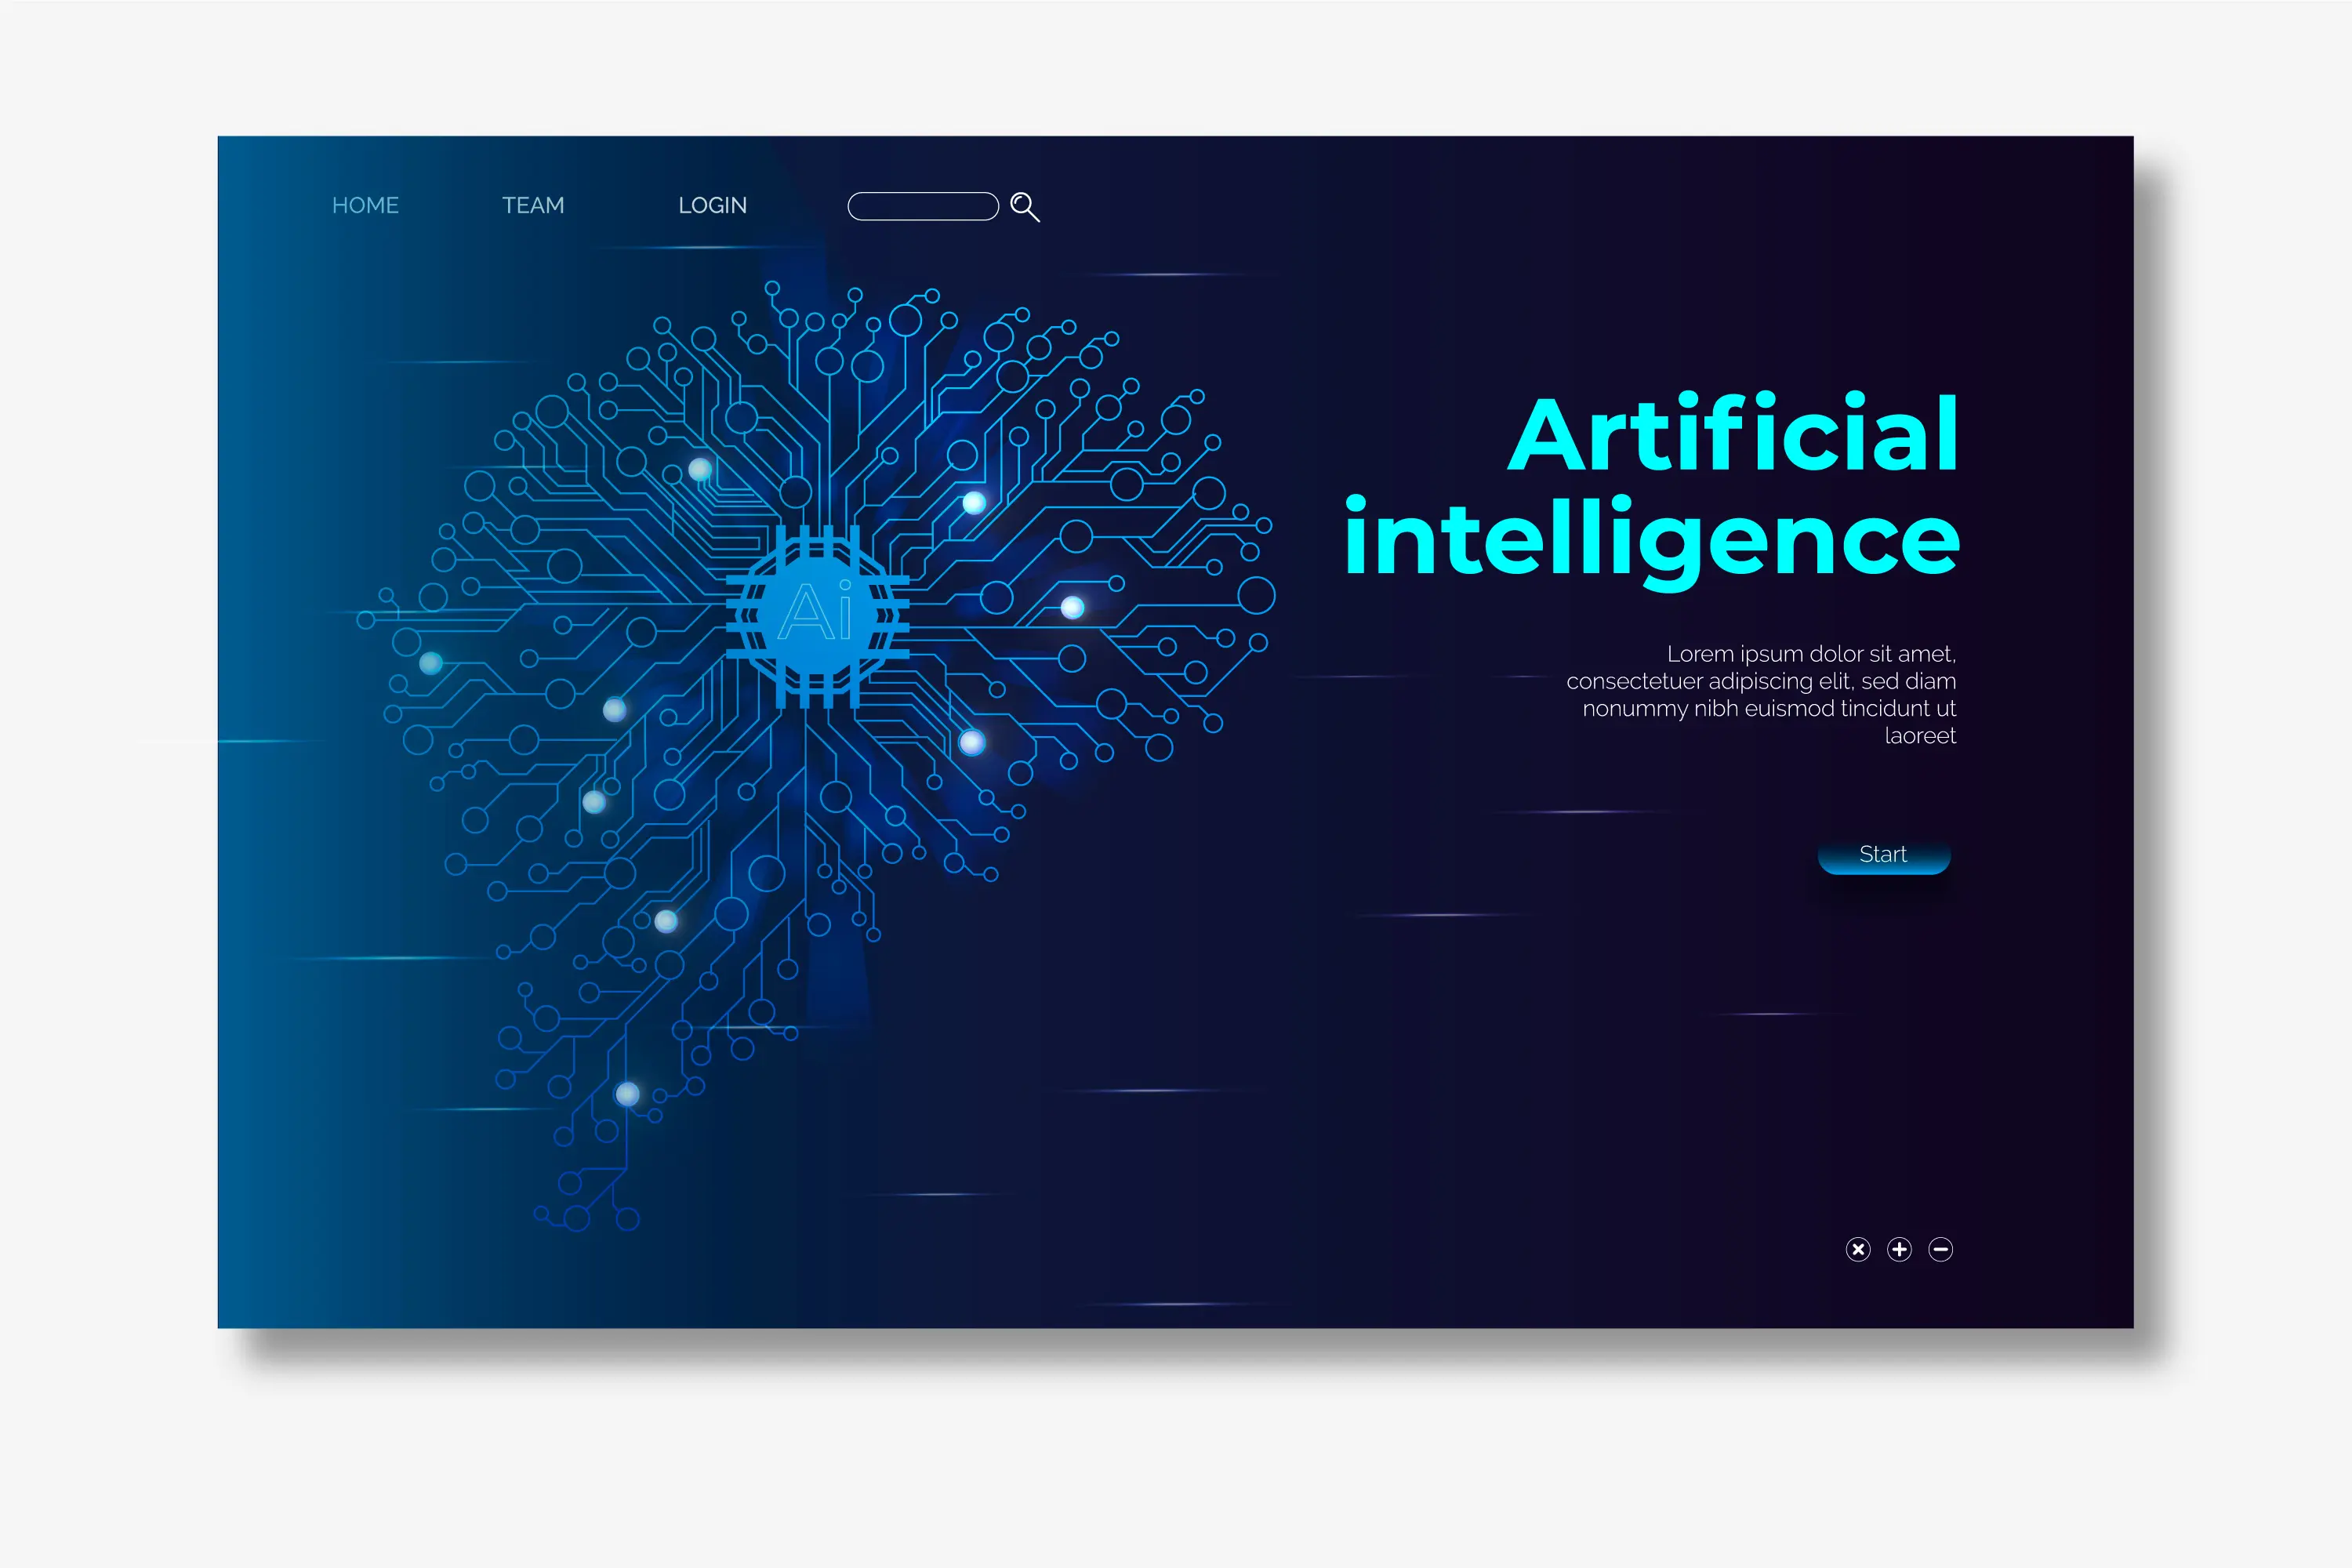 HOME TEAM LOGIN
Ai
Artificial
intelligence
Lorem ipsum dolor sit amet,
consectetuer adipiscing elit, sed diam
nonummy nibh euismod tincidunt ut
laoreet
Start